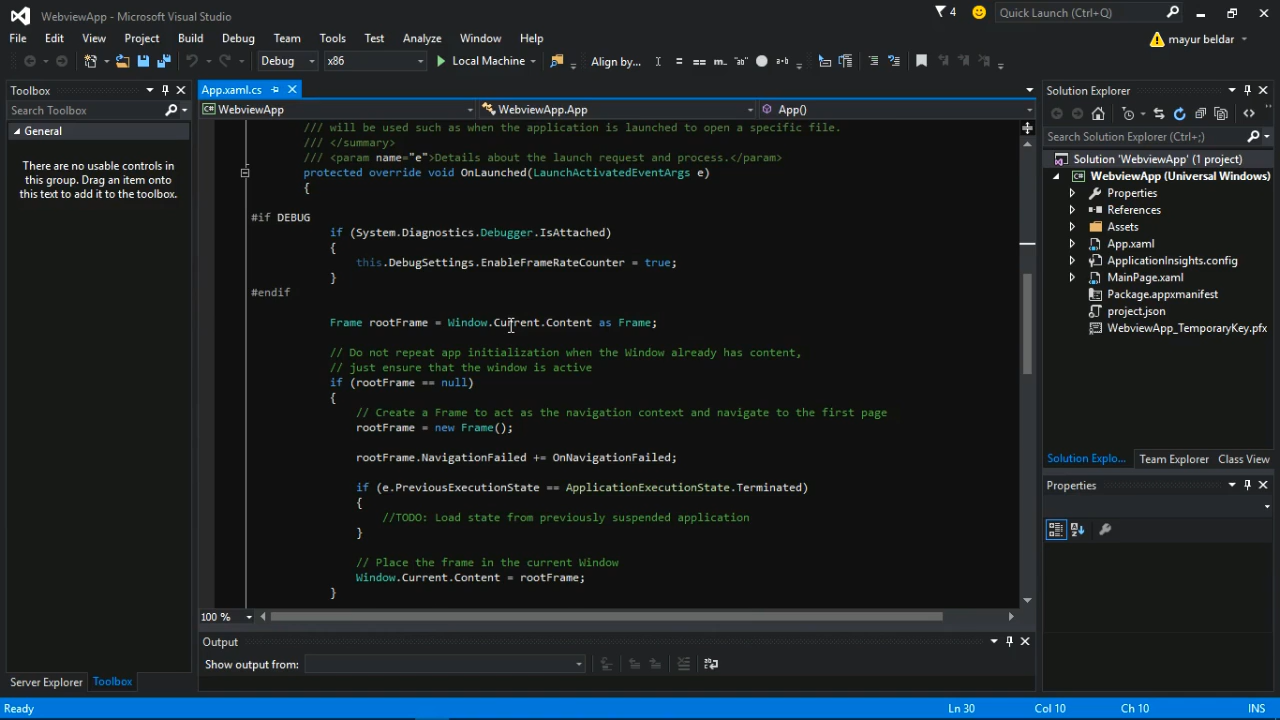 WebviewApp - Microsoft Visual Studio
4
Quick Launch (Ctrl+Q)
File Edit View Project Build Debug Team Tools Test Analyze Window Help
mayur beldar
Debug x86 Local Machine Align by...
Toolbox
Search Toolbox
General
There are no usable controls in
this group. Drag an item onto
this text to add it to the toolbox.
Server Explorer Toolbox
App.xaml.cs
WebviewApp WebviewApp.App App()
/// will be used such as when the application is launched to open a specific file.
/// </summary>
/// <param name="e">Details about the launch request and process.</param>
protected override void OnLaunched(LaunchActivatedEventArgs e)
{
#if DEBUG
if (System.Diagnostics.Debugger.IsAttached)
{
this.DebugSettings.EnableFrameRateCounter = true;
}
#endif
Frame rootFrame = Window.Current.Content as Frame;
// Do not repeat app initialization when the Window already has content,
// just ensure that the window is active
if (rootFrame == null)
{
// Create a Frame to act as the navigation context and navigate to the first page
rootFrame = new Frame();
rootFrame.NavigationFailed += OnNavigationFailed;
if (e.PreviousExecutionState == ApplicationExecutionState.Terminated)
{
//TODO: Load state from previously suspended application
}
// Place the frame in the current Window
Window.Current.Content = rootFrame;
}
100 %
Output
Show output from:
Solution Explorer
Search Solution Explorer (Ctrl+;)
Solution 'WebviewApp' (1 project)
WebviewApp (Universal Windows)
Properties
References
Assets
App.xaml
ApplicationInsights.config
MainPage.xaml
Package.appxmanifest
project.json
WebviewApp_TemporaryKey.pfx
Solution Explo... Team Explorer Class View
Properties
Ready Ln 30 Col 10 Ch 10 INS